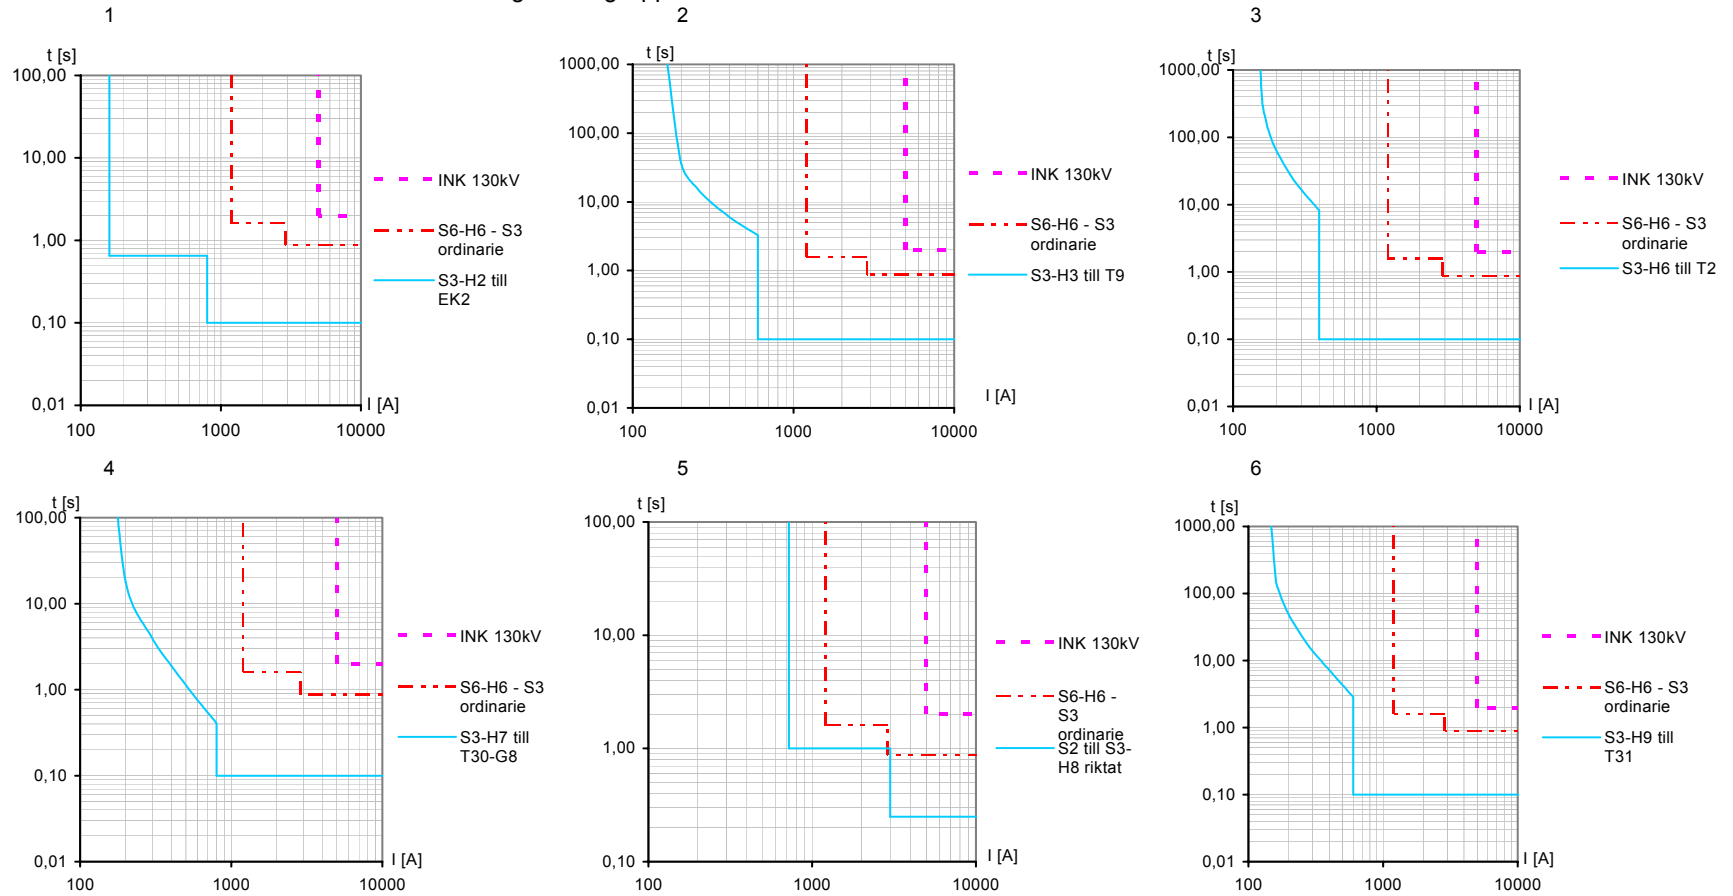 1
t [s]
100,00
10,00
1,00
0,10
0,01
100
1000
10000
I [A]
INK 130kV
S6-H6 - S3
ordinarie
S3-H2 till
EK2
2
t [s]
1000,00
100,00
10,00
1,00
0,10
0,01
100
1000
10000
I [A]
INK 130kV
S6-H6 - S3
ordinarie
S3-H3 till T9
3
t [s]
1000,00
100,00
10,00
1,00
0,10
0,01
100
1000
10000
I [A]
INK 130kV
S6-H6 - S3
ordinarie
S3-H6 till T2
4
t [s]
100,00
10,00
1,00
0,10
0,01
100
1000
10000
I [A]
INK 130kV
S6-H6 - S3
ordinarie
S3-H7 till
T30-G8
5
t [s]
100,00
10,00
1,00
0,10
100
1000
10000
I [A]
INK 130kV
S6-H6 -
S3
ordinarie
S2 till S3-
H8 riktat
6
t [s]
1000,00
100,00
10,00
1,00
0,10
0,01
100
1000
10000
I [A]
INK 130kV
S6-H6 - S3
ordinarie
S3-H9 till
T31